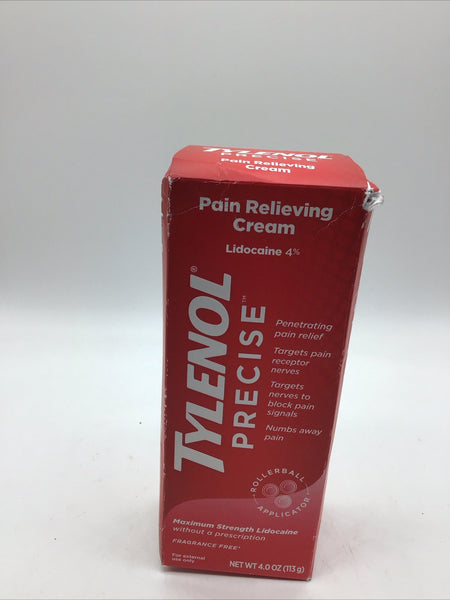 TYLENOL
PRECISE
Pain Relieving
Cream
Pain Relieving
Cream
Lidocaine 4%
TYLENOL®
PRECISE™
Penetrating
pain relief
Targets pain
receptor
nerves
Targets
nerves to
block pain
signals
Numbs away
pain
ROLLERBALL
APPLICATOR
Maximum Strength Lidocaine
without a prescription
FRAGRANCE FREE*
For external
use only
NET WT 4.0 OZ (113 g)